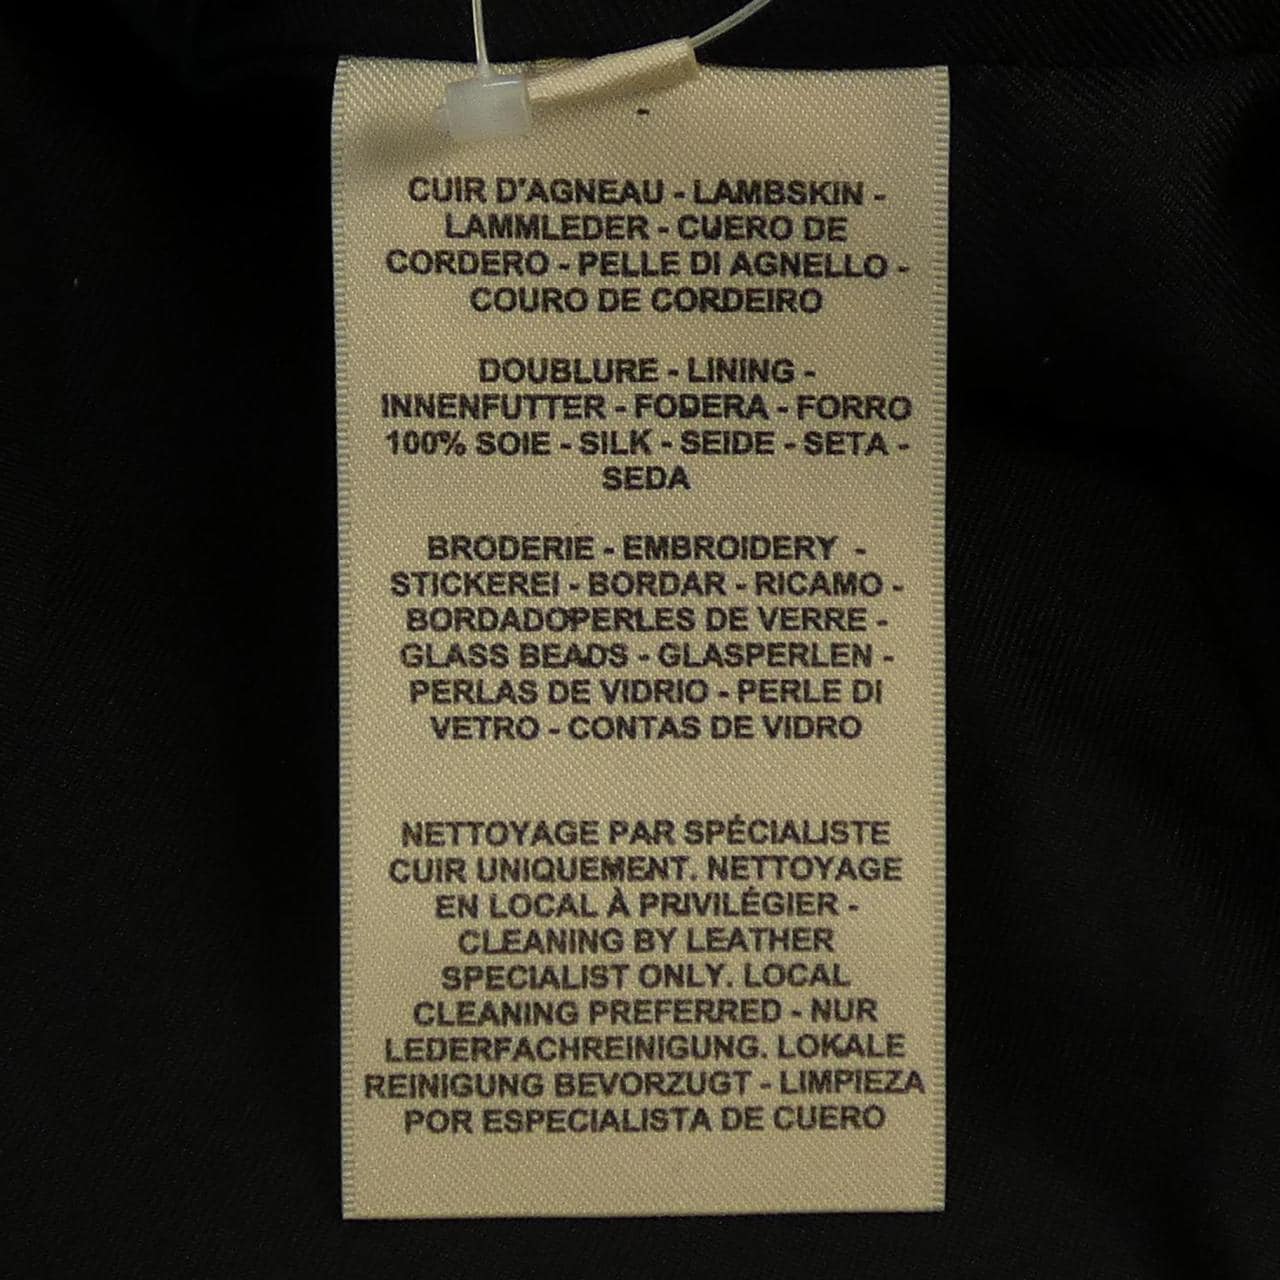 CUIR D'AGNEAU - LAMBSKIN -
LAMMLEDER - CUERO DE
CORDERO - PELLE DI AGNELLO -
COURO DE CORDEIRO
DOUBLURE - LINING -
INNENFUTTER - FODERA - FORRO
100% SOIE - SILK - SEIDE - SETA -
SEDA
BRODERIE - EMBROIDERY -
STICKEREI - BORDAR - RICAMO -
BORDADOPERLES DE VERRE -
GLASS BEADS - GLASPERLEN -
PERLAS DE VIDRIO - PERLE DI
VETRO - CONTAS DE VIDRO
NETTOYAGE PAR SPÉCIALISTE
CUIR UNIQUEMENT. NETTOYAGE
EN LOCAL À PRIVILÉGIER -
CLEANING BY LEATHER
SPECIALIST ONLY. LOCAL
CLEANING PREFERRED - NUR
LEDERFACHREINIGUNG. LOKALE
REINIGUNG BEVORZUGT - LIMPIEZA
POR ESPECIALISTA DE CUERO